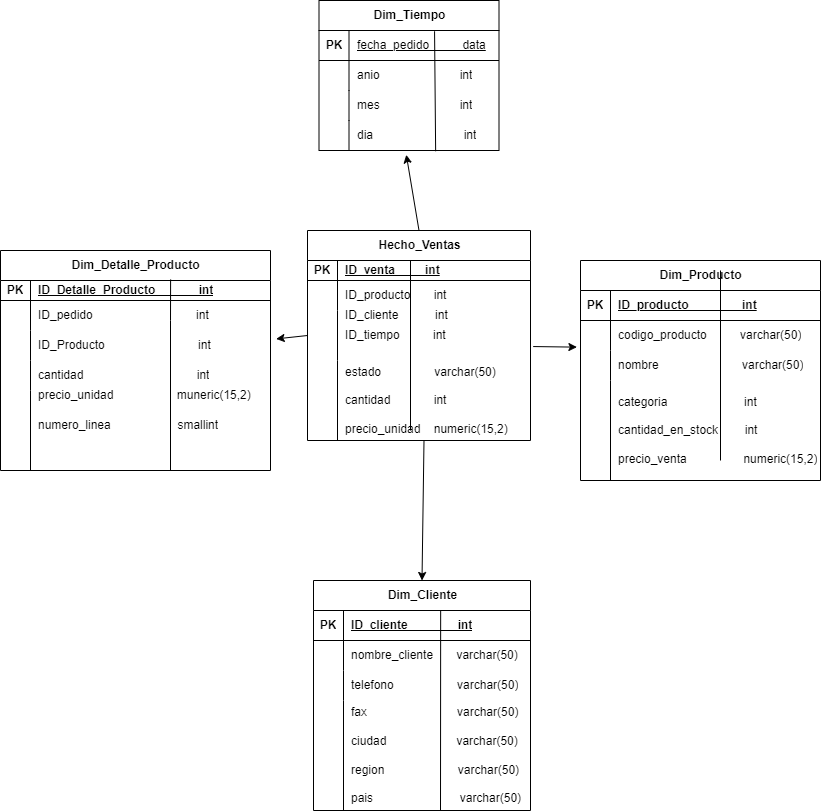 Dim_Tiempo
PK fecha_pedido data
anio int
mes int
dia int
Hecho_Ventas
PK ID_venta int
ID_producto int
ID_cliente int
ID_tiempo int
estado varchar(50)
cantidad int
precio_unidad numeric(15,2)
Dim_Detalle_Producto
PK ID_Detalle_Producto int
ID_pedido int
ID_Producto int
cantidad int
precio_unidad muneric(15,2)
numero_linea smallint
Dim_Producto
PK ID_producto int
codigo_producto varchar(50)
nombre varchar(50)
categoria int
cantidad_en_stock int
precio_venta numeric(15,2)
Dim_Cliente
PK ID_cliente int
nombre_cliente varchar(50)
telefono varchar(50)
fax varchar(50)
ciudad varchar(50)
region varchar(50)
pais varchar(50)